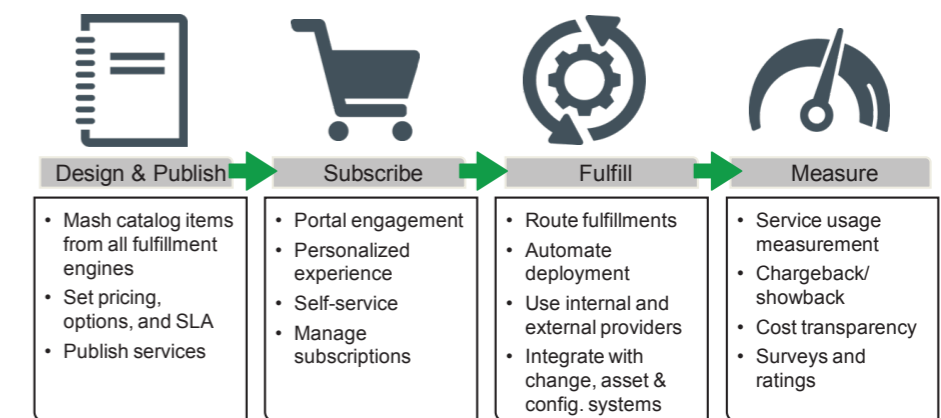 Design & Publish
Subscribe
Fulfill
Measure
• Mash catalog items
from all fulfillment
engines
• Set pricing,
options, and SLA
• Publish services
• Portal engagement
• Personalized
experience
• Self-service
• Manage
subscriptions
• Route fulfillments
• Automate
deployment
• Use internal and
external providers
• Integrate with
change, asset &
config. systems
• Service usage
measurement
• Chargeback/
showback
• Cost transparency
• Surveys and
ratings